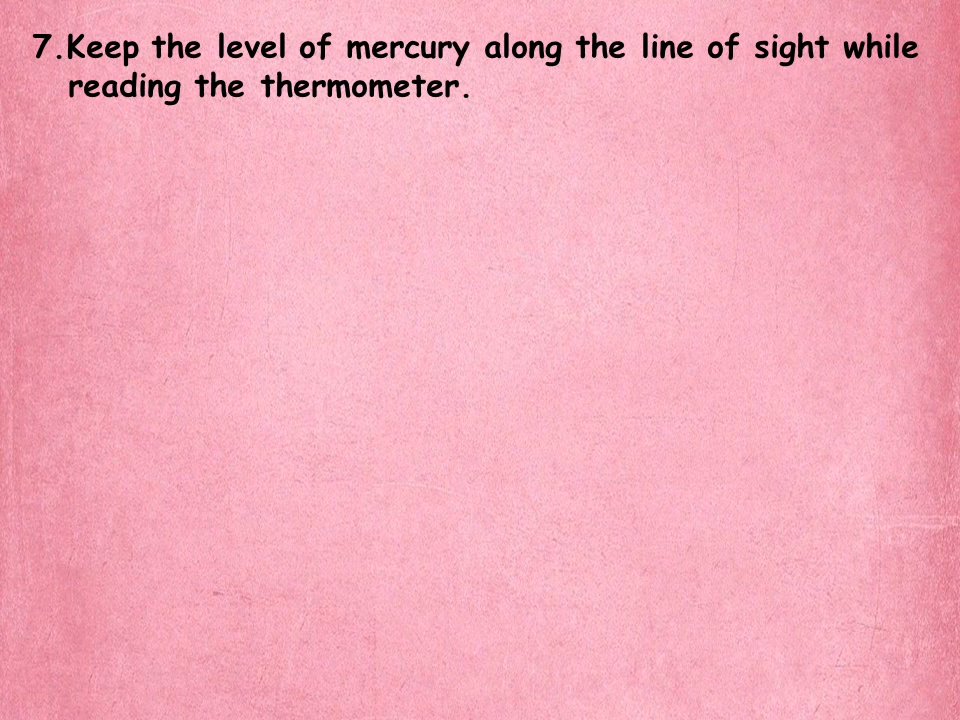 7.Keep the level of mercury along the line of sight while
reading the thermometer.